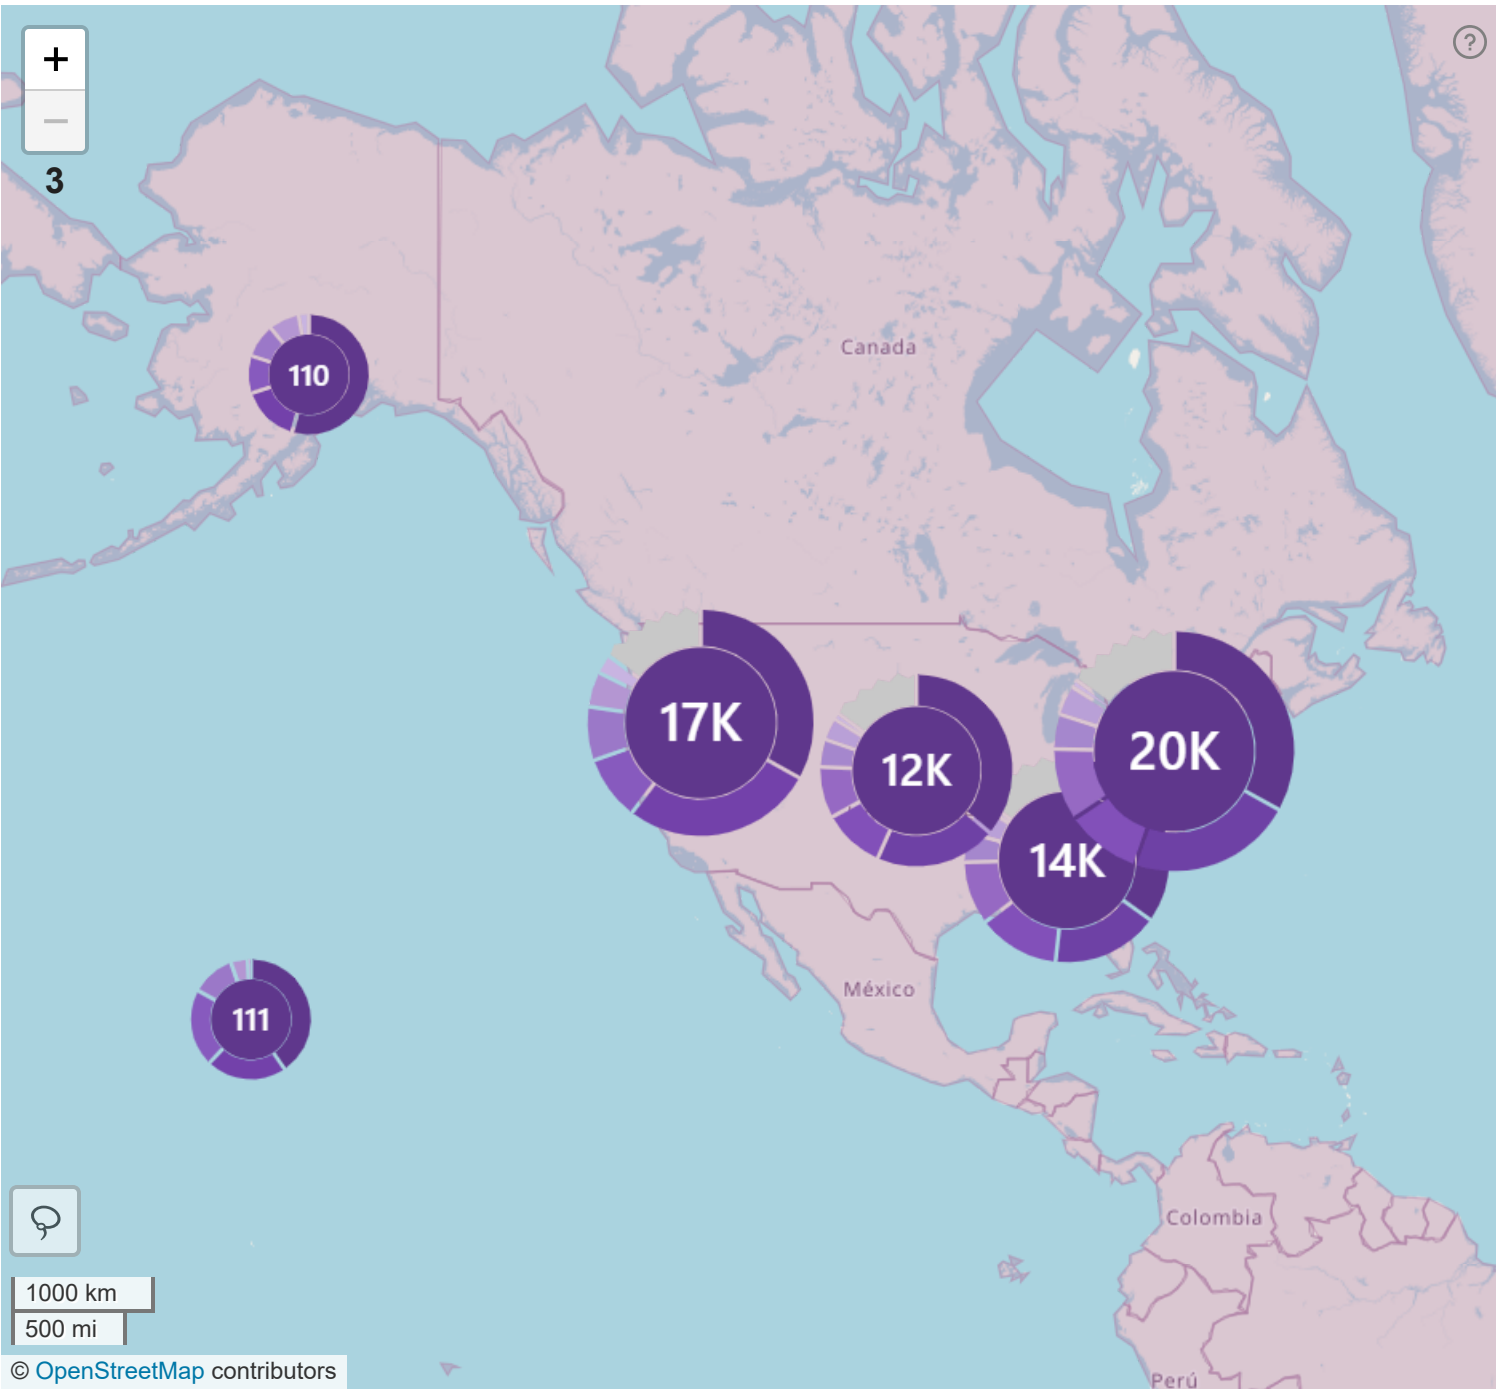 +
?
−
3
Canada
110
17K
12K
20K
14K
México
111
Colombia
1000 km
500 mi
© OpenStreetMap contributors
Perú